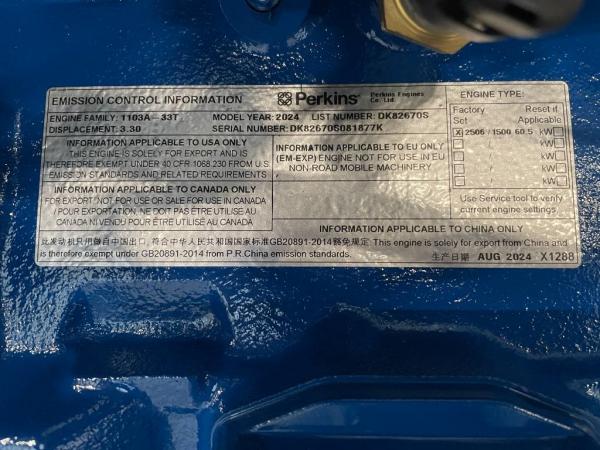 EMISSION CONTROL INFORMATION
Perkins
Perkins Engines Co. Ltd.
ENGINE FAMILY: 1103A - 33T MODEL YEAR: 2024 LIST NUMBER: DK82670S
DISPLACEMENT: 3.30 SERIAL NUMBER: DK82670S081877K
INFORMATION APPLICABLE TO USA ONLY
THIS ENGINE IS SOLELY FOR EXPORT AND IS
THEREFORE EXEMPT UNDER 40 CFR 1068.230 FROM U.S.
EMISSION STANDARDS AND RELATED REQUIREMENTS
INFORMATION APPLICABLE TO CANADA ONLY
FOR EXPORT / NOT FOR USE OR SALE FOR USE IN CANADA
/ POUR EXPORTATION, NE DOIT PAS ÊTRE UTILISÉ AU
CANADA NI VENDU POUR ÊTRE UTILISÉ AU CANADA
INFORMATION APPLICABLE TO EU ONLY
(EM-EXP) ENGINE NOT FOR USE IN EU
NON-ROAD MOBILE MACHINERY
ENGINE TYPE:
Factory Set
Reset if Applicable
X 2506 / 1500 60.5 kW
kW
kW
kW
kW
Use Service tool to verify
current engine settings
INFORMATION APPLICABLE TO CHINA ONLY
此发动机只用做自中国出口，符合中华人民共和国国家标准GB20891-2014豁免规定 This engine is solely for export from China and
is therefore exempt under GB20891-2014 from P.R.China emission standards.
生产日期 AUG 2024 X1288